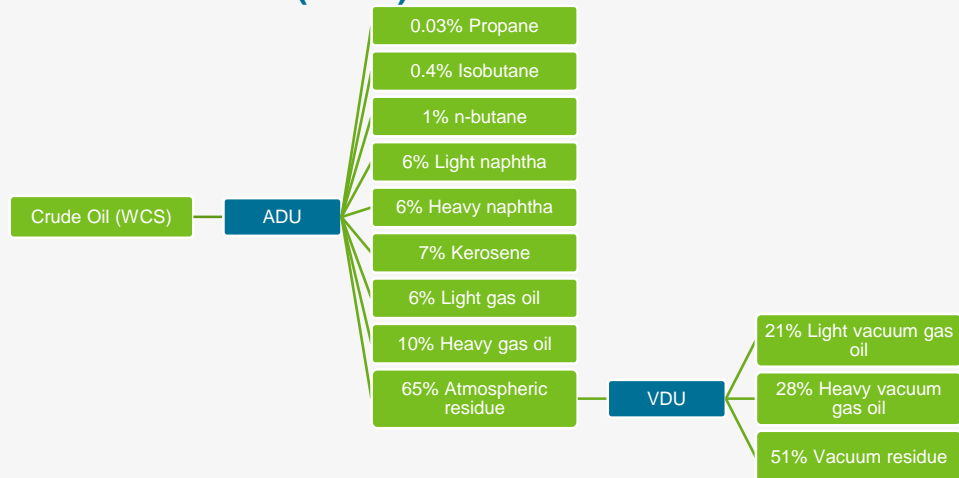 0.03% Propane
0.4% Isobutane
1% n-butane
6% Light naphtha
6% Heavy naphtha
Crude Oil (WCS)
ADU
7% Kerosene
6% Light gas oil
10% Heavy gas oil
65% Atmospheric
residue
VDU
21% Light vacuum gas
oil
28% Heavy vacuum
gas oil
51% Vacuum residue